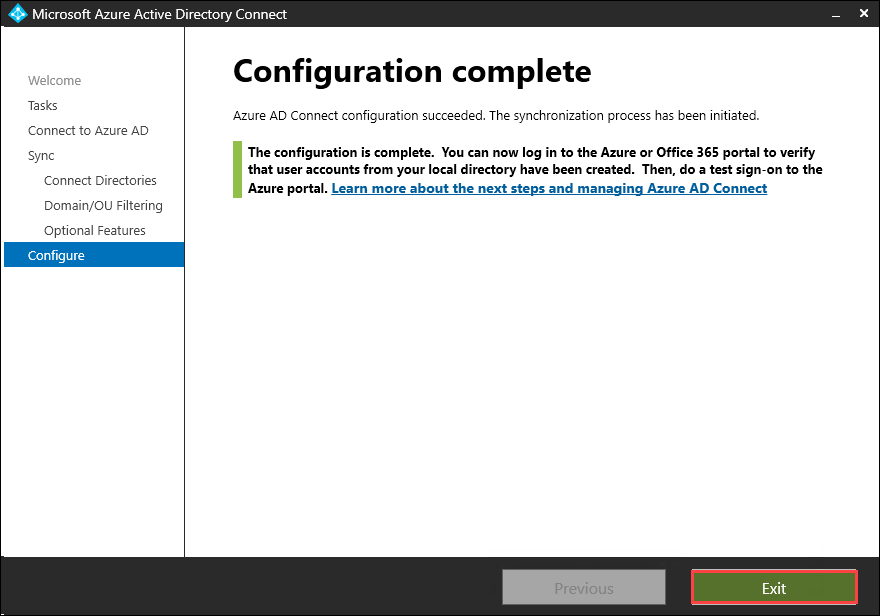 Microsoft Azure Active Directory Connect
Welcome
Tasks
Connect to Azure AD
Sync
Connect Directories
Domain/OU Filtering
Optional Features
Configure
Configuration complete
Azure AD Connect configuration succeeded. The synchronization process has been initiated.
The configuration is complete.  You can now log in to the Azure or Office 365 portal to verify
that user accounts from your local directory have been created.  Then, do a test sign-on to the
Azure portal. Learn more about the next steps and managing Azure AD Connect
Previous
Exit